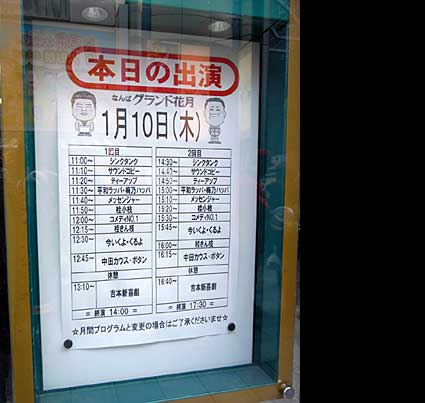 本日の出演
なんば グランド花月
1月10日(木)
1回目
11:00～ シンクタンク
11:10～ サウンドコピー
11:20～ ティーアップ
11:30～ 平和ラッパ・梅乃ハッパ
11:40～ メッセンジャー
11:50～ 桂小枝
12:00～ コメディNO.1
12:15～ 桂きん枝
12:30～ 今いくよ・くるよ
12:45～ 中田カウス・ボタン
休憩
13:10～ 吉本新喜劇
= 終演 14:00 =
2回目
14:30～ シンクタンク
14:40～ サウンドコピー
14:50～ ティーアップ
15:00～ 平和ラッパ・梅乃ハッパ
15:10～ メッセンジャー
15:20～ 桂小枝
15:30～ コメディNO.1
15:45～ 今いくよ・くるよ
16:00～ 桂きん枝
16:15～ 中田カウス・ボタン
休憩
16:40～ 吉本新喜劇
= 終演 17:30 =
☆月間プログラムと変更の場合はご了承くださいませ☆